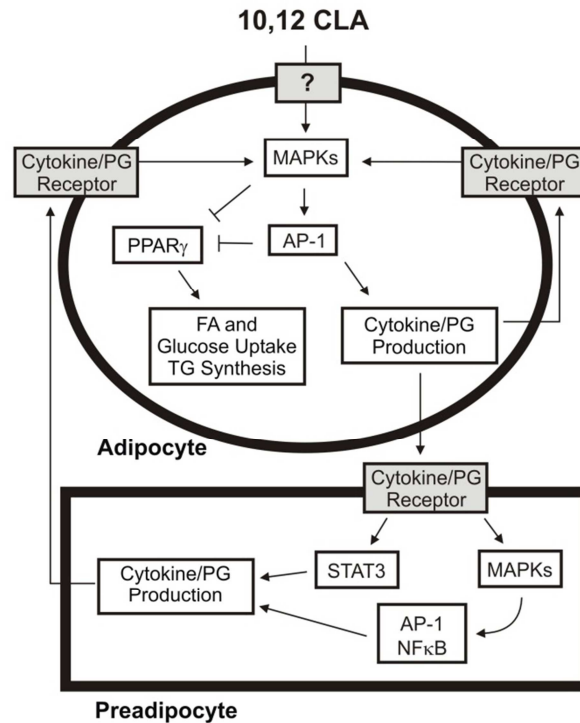 10,12 CLA
?
Cytokine/PG
Receptor
MAPKs
Cytokine/PG
Receptor
PPARγ
AP-1
FA and
Glucose Uptake
TG Synthesis
Cytokine/PG
Production
Adipocyte
Cytokine/PG
Receptor
Cytokine/PG
Production
STAT3
MAPKs
AP-1
NFκB
Preadipocyte